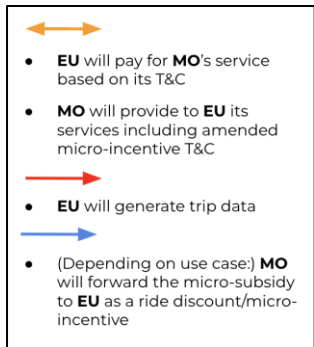 ● EU will pay for MO's service
based on its T&C
● MO will provide to EU its
services including amended
micro-incentive T&C
● EU will generate trip data
● (Depending on use case:) MO
will forward the micro-subsidy
to EU as a ride discount/micro-
incentive